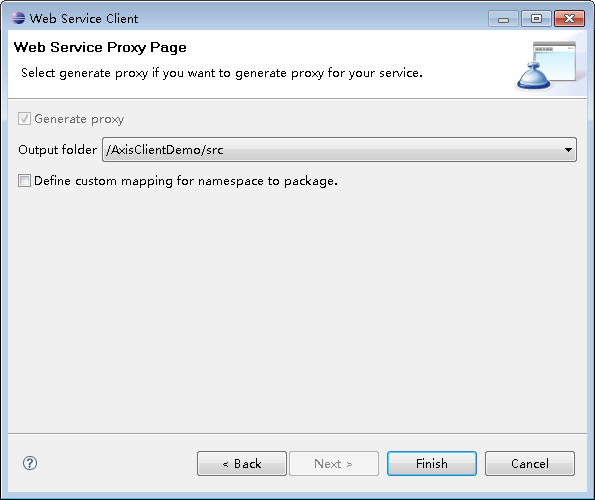 Web Service Client
Web Service Proxy Page
Select generate proxy if you want to generate proxy for your service.
Generate proxy
Output folder /AxisClientDemo/src
Define custom mapping for namespace to package.
? < Back Next > Finish Cancel